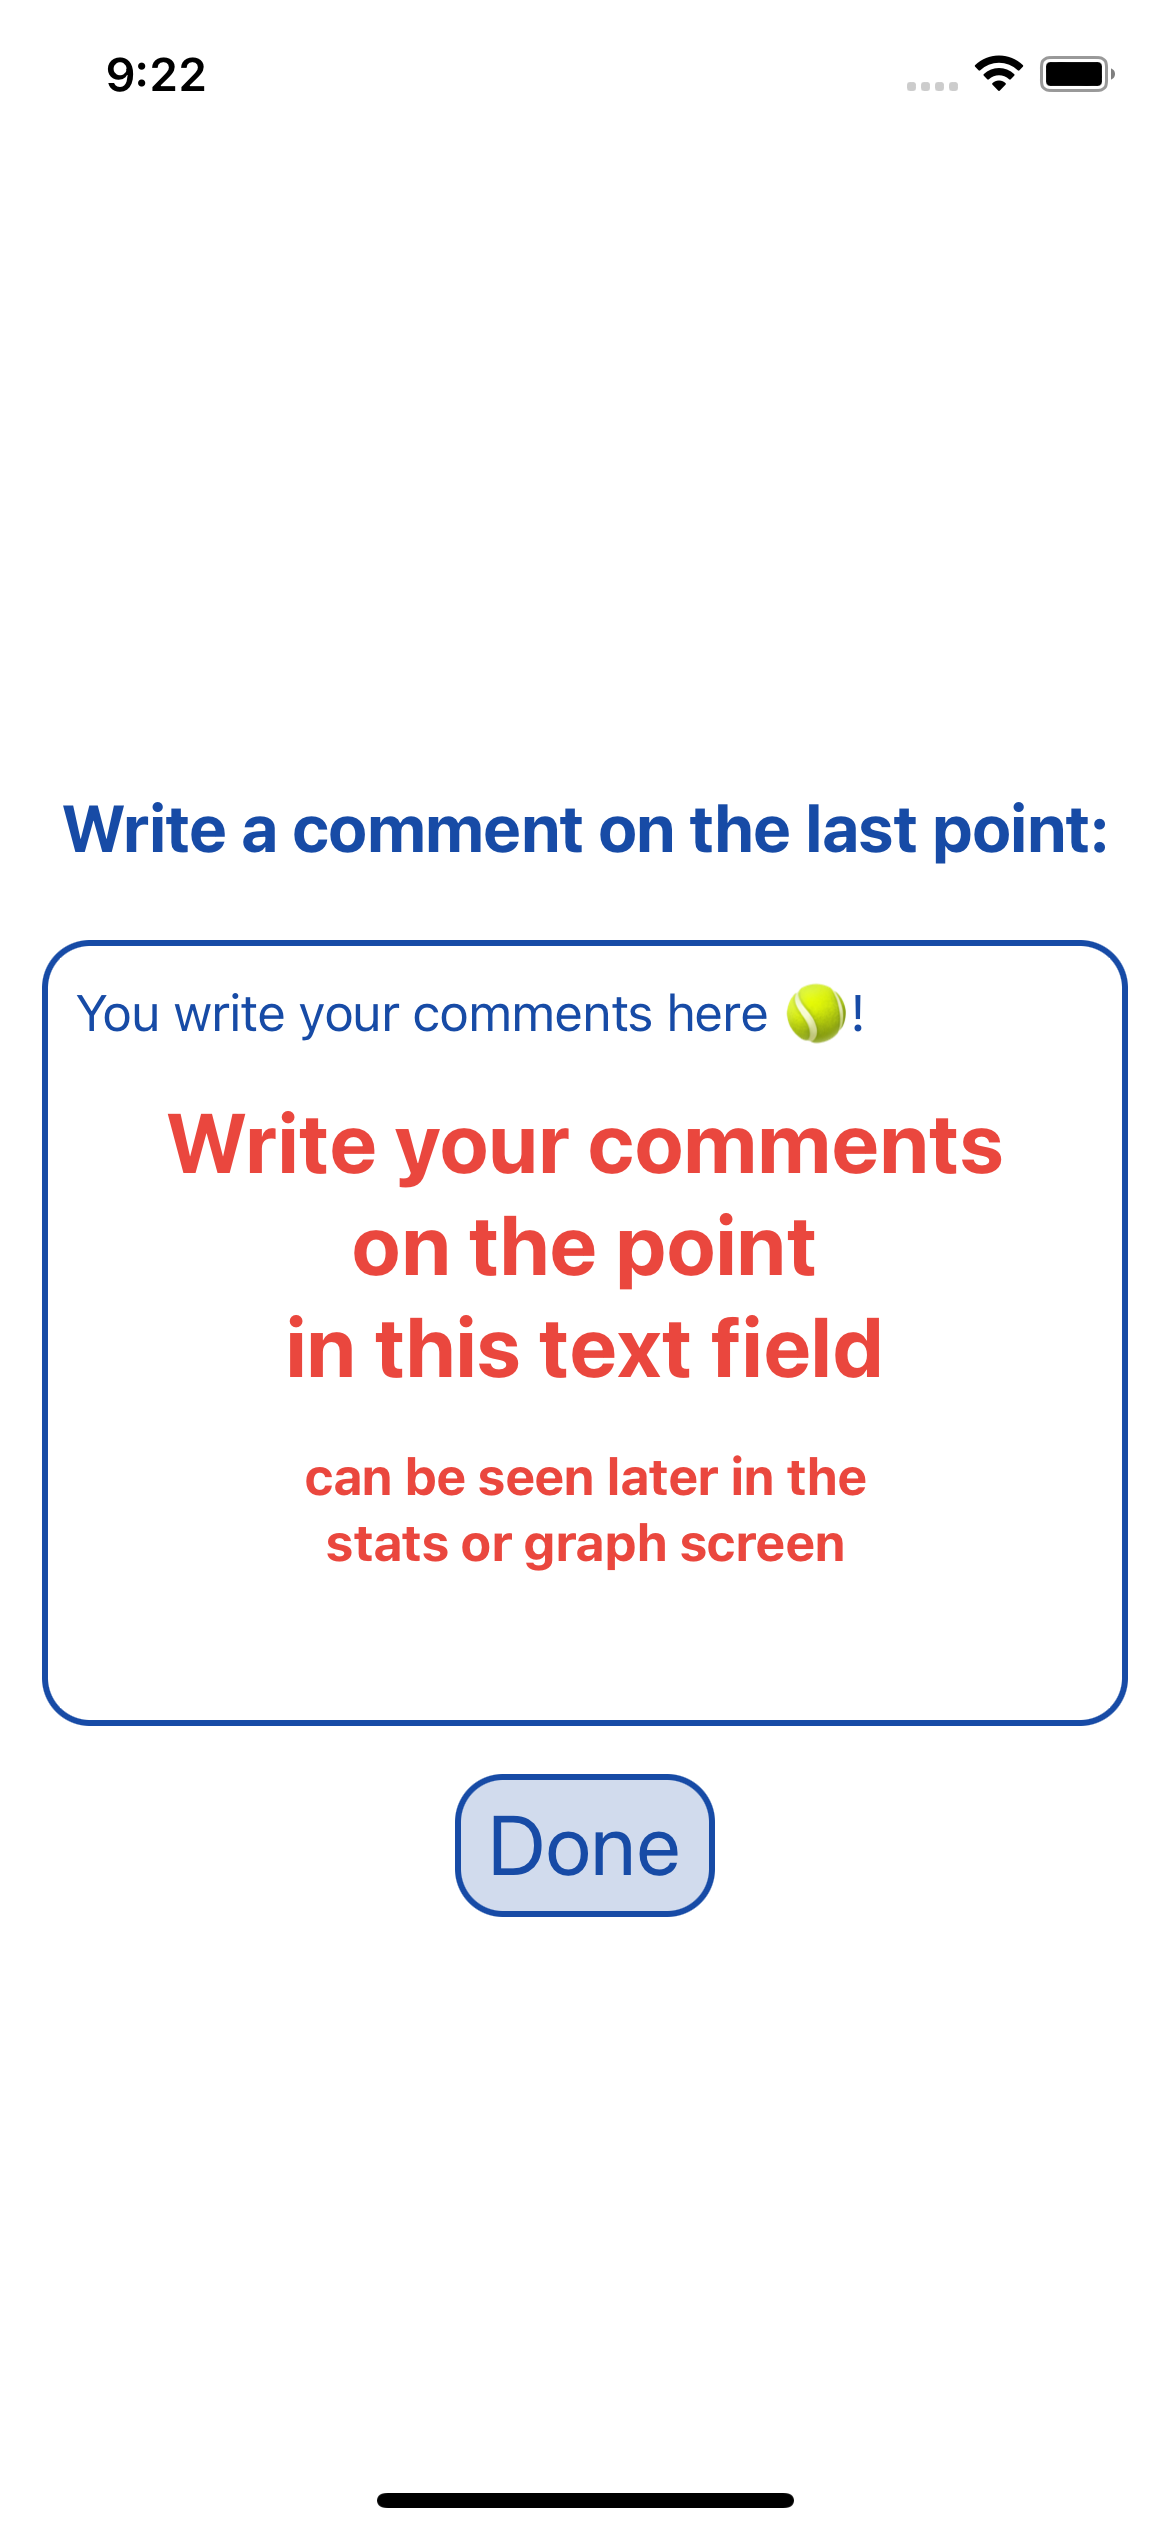 9:22
Write a comment on the last point:
You write your comments here 🎾!
Write your comments
on the point
in this text field
can be seen later in the
stats or graph screen
Done